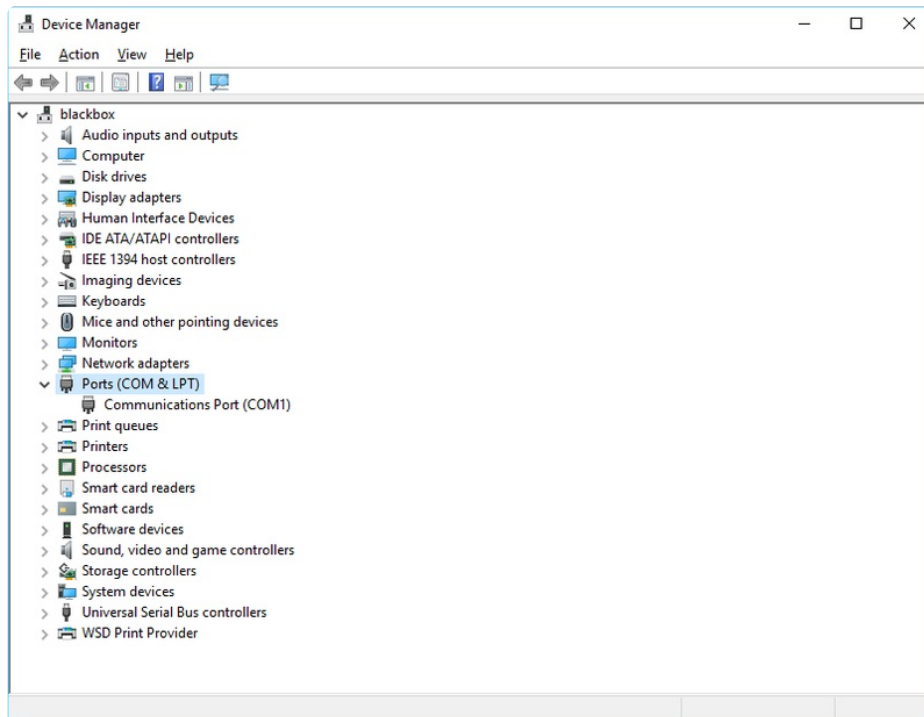 Device Manager
File Action View Help
blackbox
Audio inputs and outputs
Computer
Disk drives
Display adapters
Human Interface Devices
IDE ATA/ATAPI controllers
IEEE 1394 host controllers
Imaging devices
Keyboards
Mice and other pointing devices
Monitors
Network adapters
Ports (COM & LPT)
Communications Port (COM1)
Print queues
Printers
Processors
Smart card readers
Smart cards
Software devices
Sound, video and game controllers
Storage controllers
System devices
Universal Serial Bus controllers
WSD Print Provider